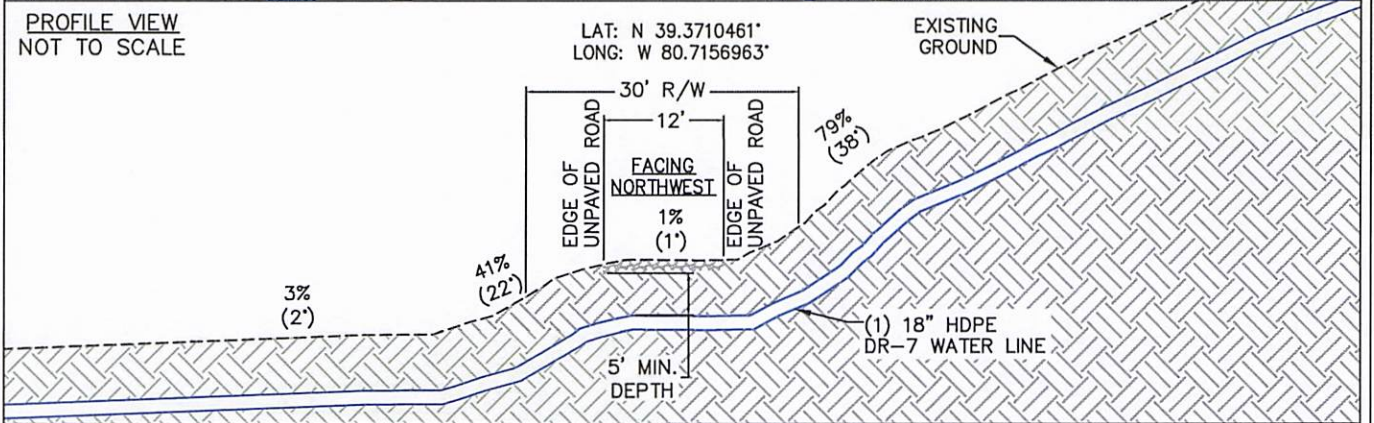 PROFILE VIEW
NOT TO SCALE
LAT: N 39.3710461°
LONG: W 80.7156963°
EXISTING
GROUND
30' R/W
12'
EDGE OF
UNPAVED ROAD
FACING
NORTHWEST
1%
(1°)
EDGE OF
UNPAVED ROAD
79%
(38°)
41%
(22°)
3%
(2°)
(1) 18" HDPE
DR-7 WATER LINE
5' MIN.
DEPTH